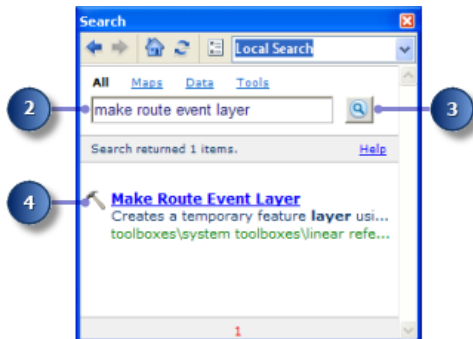 Search
Local Search
All Maps Data Tools
2
make route event layer
3
Search returned 1 items. Help
4
Make Route Event Layer
Creates a temporary feature layer usi...
toolboxes\system toolboxes\linear refe...
1